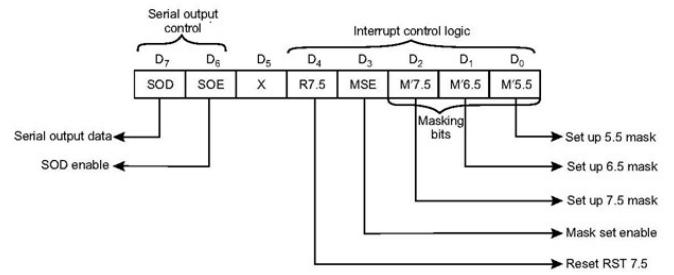 Serial output
control
Interrupt control logic
D7 D6 D5 D4 D3 D2 D1 D0
SOD SOE X R7.5 MSE M'7.5 M'6.5 M'5.5
Masking
bits
Serial output data
Set up 5.5 mask
SOD enable
Set up 6.5 mask
Set up 7.5 mask
Mask set enable
Reset RST 7.5